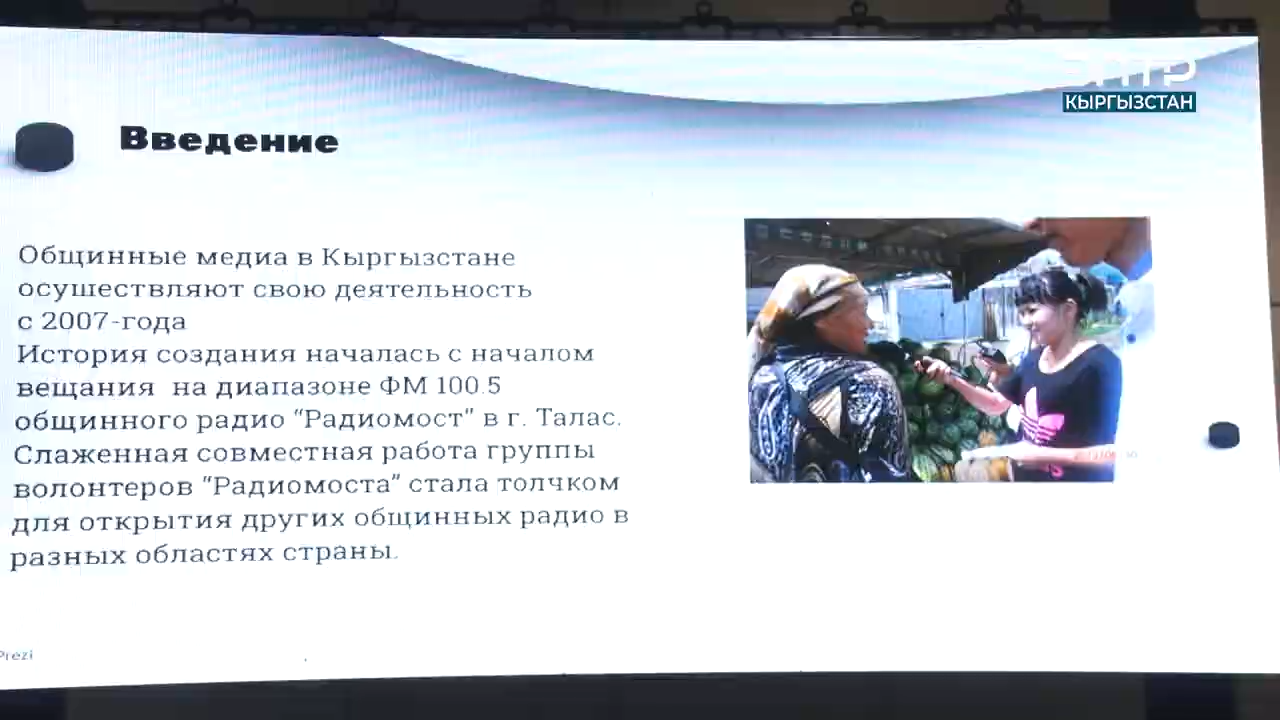 ЭЛТР
КЫРГЫЗСТАН
Введение
Общинные медиа в Кыргызстане
осуществляют свою деятельность
с 2007-года
История создания началась с началом
вещания на диапазоне ФМ 100.5
общинного радио “Радиомост” в г. Талас.
Слаженная совместная работа группы
волонтеров “Радиомоста” стала толчком
для открытия других общинных радио в
разных областях страны.
Prezi